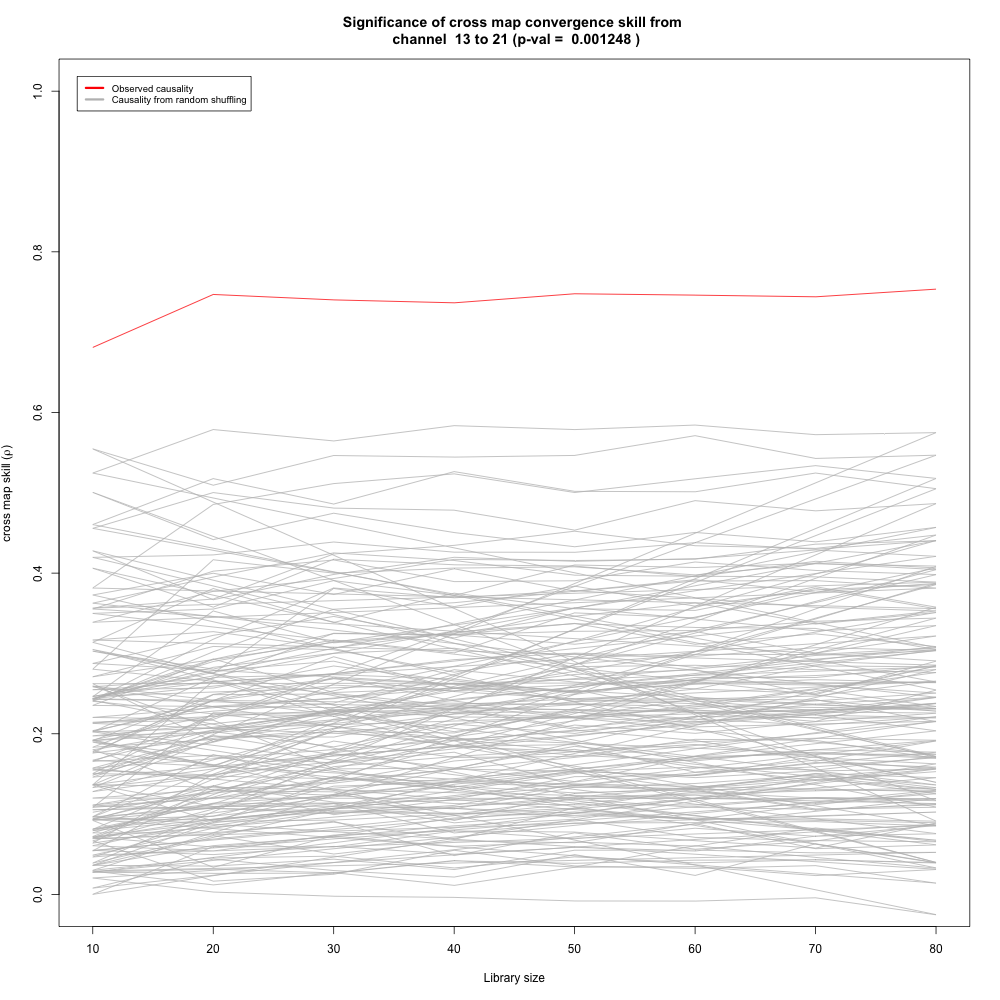 Significance of cross map convergence skill from
channel  13 to 21 (p-val =  0.001248 )
Observed causality
Causality from random shuffling
1.0
0.8
0.6
0.4
0.2
0.0
cross map skill (ρ)
10 20 30 40 50 60 70 80
Library size